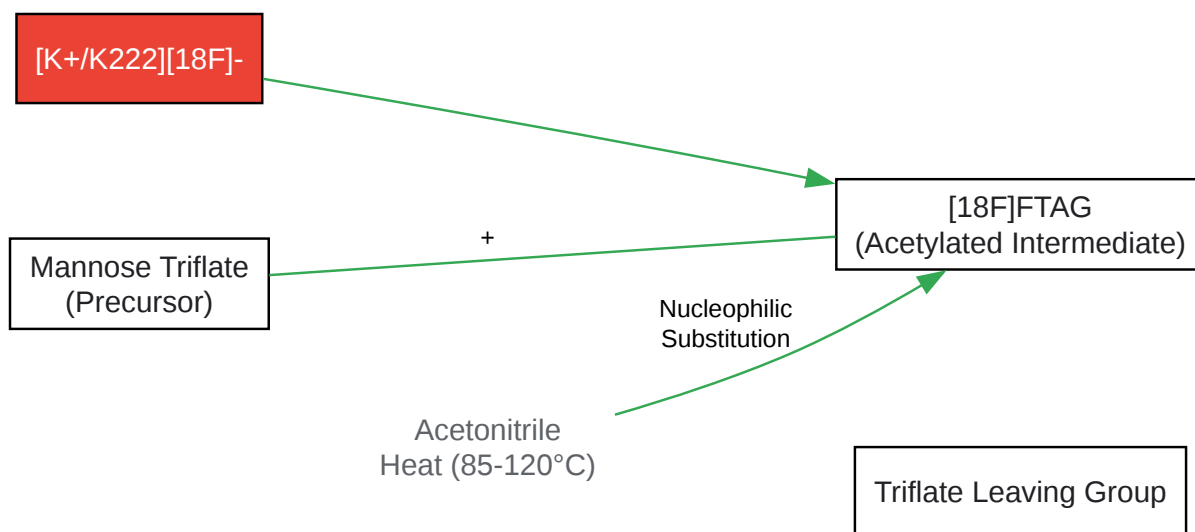 [K+/K222][18F]-
[18F]FTAG
(Acetylated Intermediate)
+
Mannose Triflate
(Precursor)
Nucleophilic
Substitution
Acetonitrile
Heat (85-120°C)
Triflate Leaving Group